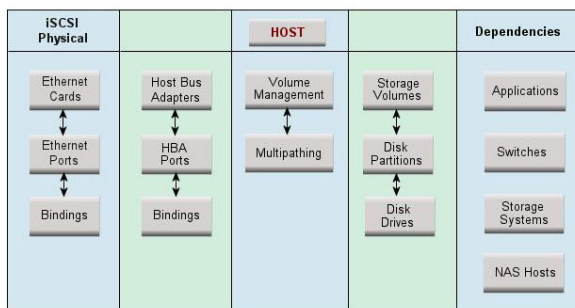 iSCSI
Physical
HOST
Dependencies
Ethernet
Cards
Ethernet
Ports
Bindings
Host Bus
Adapters
HBA
Ports
Bindings
Volume
Management
Multipathing
Storage
Volumes
Disk
Partitions
Disk
Drives
Applications
Switches
Storage
Systems
NAS Hosts